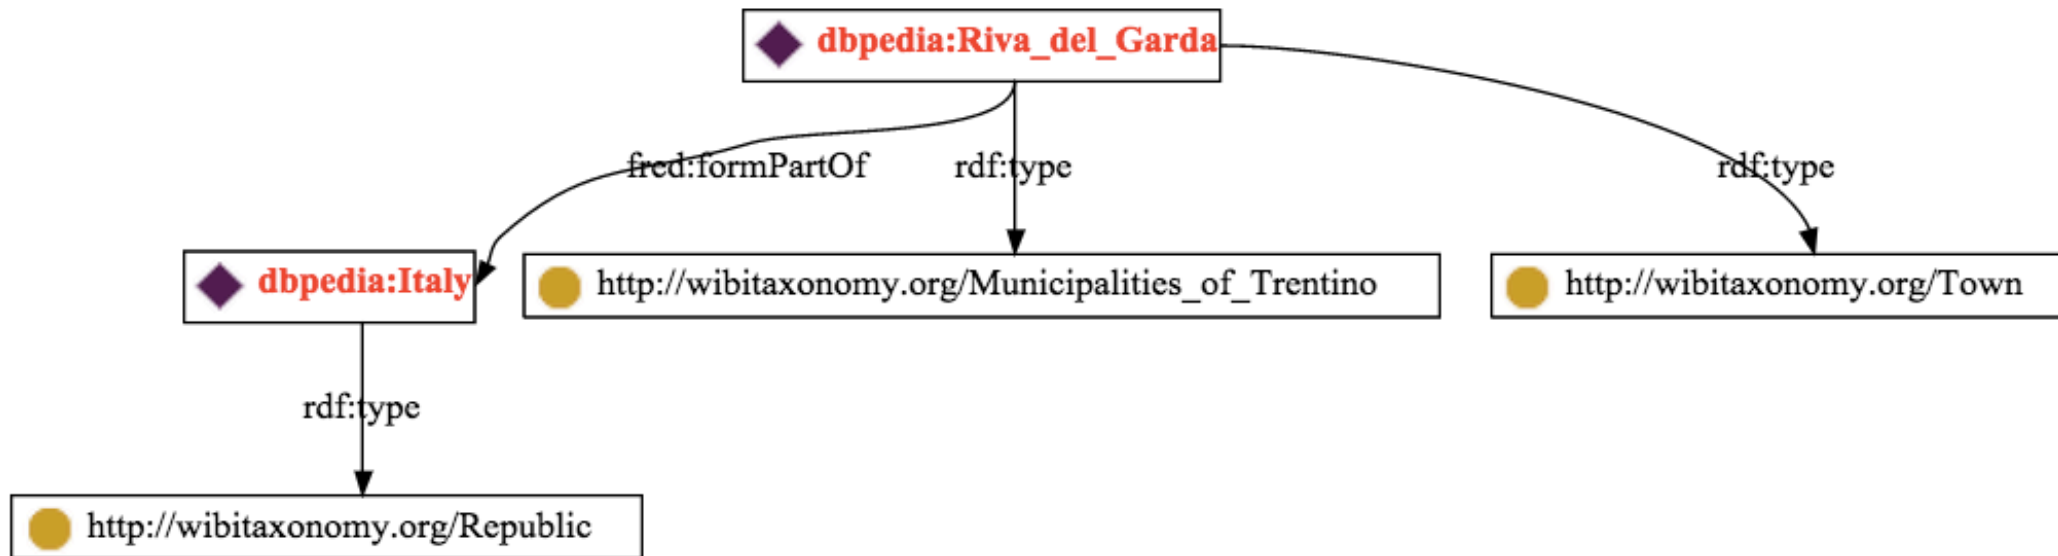 dbpedia:Riva_del_Garda
fred:formPartOf
rdf:type
rdf:type
dbpedia:Italy
http://wibitaxonomy.org/Municipalities_of_Trentino
http://wibitaxonomy.org/Town
rdf:type
http://wibitaxonomy.org/Republic